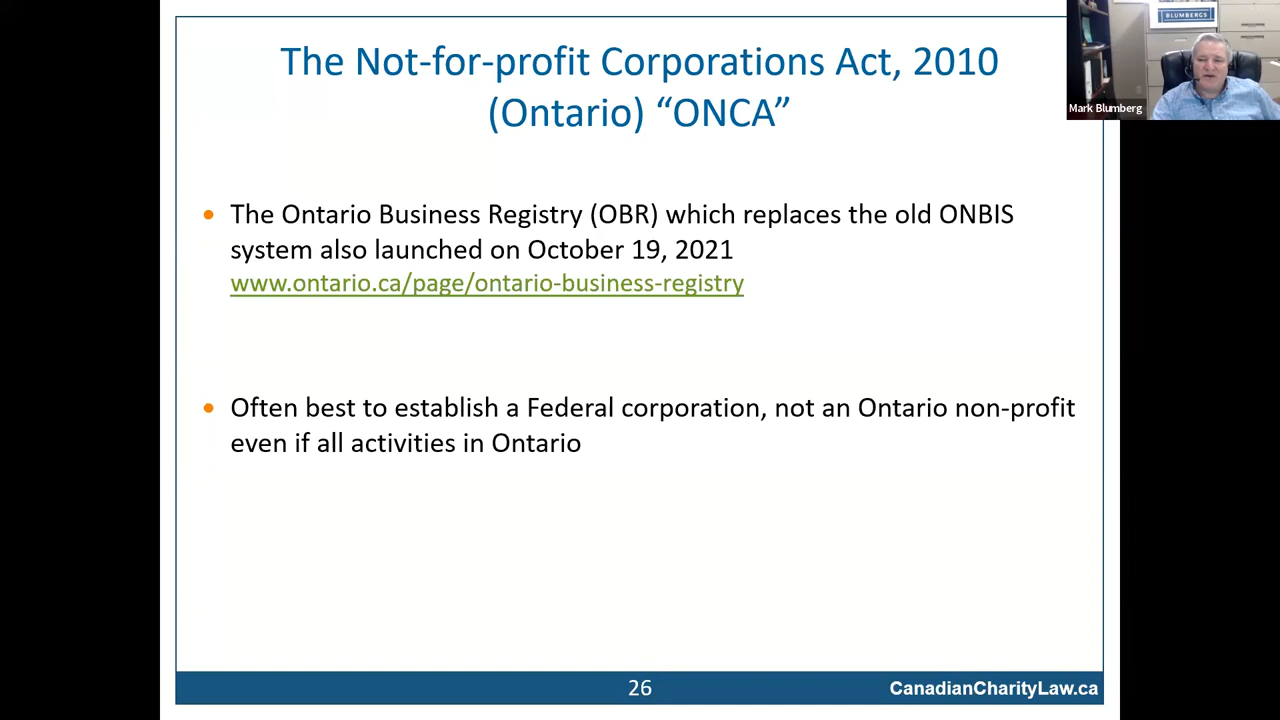 The Not-for-profit Corporations Act, 2010
(Ontario) “ONCA”
BLUMBERGS
Mark Blumberg
• The Ontario Business Registry (OBR) which replaces the old ONBIS
system also launched on October 19, 2021
www.ontario.ca/page/ontario-business-registry
• Often best to establish a Federal corporation, not an Ontario non-profit
even if all activities in Ontario
26
CanadianCharityLaw.ca